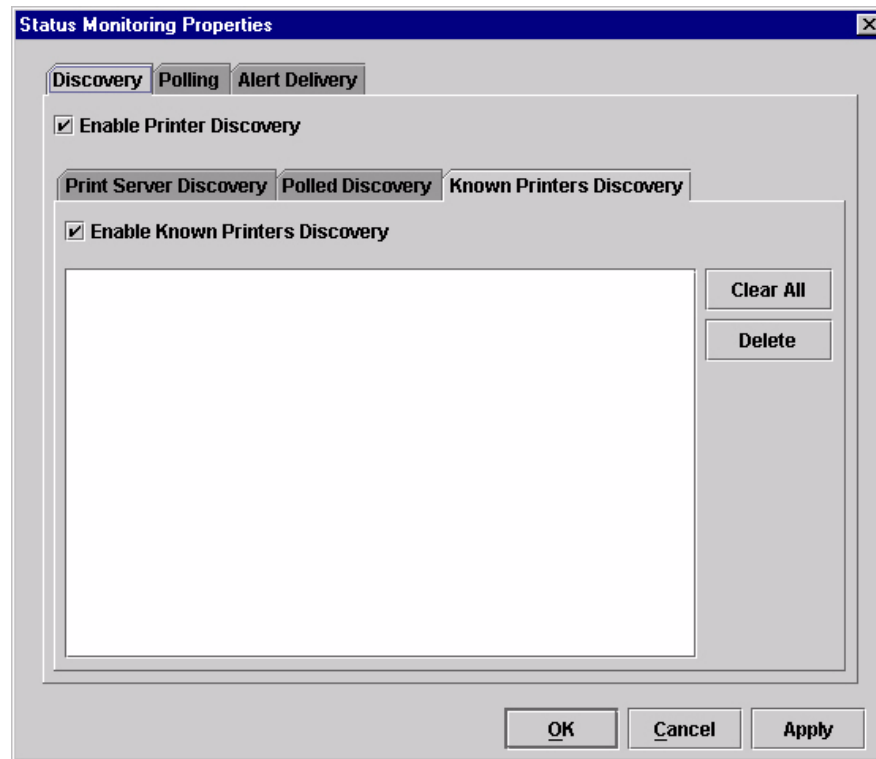 Status Monitoring Properties
Discovery Polling Alert Delivery
Enable Printer Discovery
Print Server Discovery Polled Discovery Known Printers Discovery
Enable Known Printers Discovery
Clear All
Delete
OK Cancel Apply